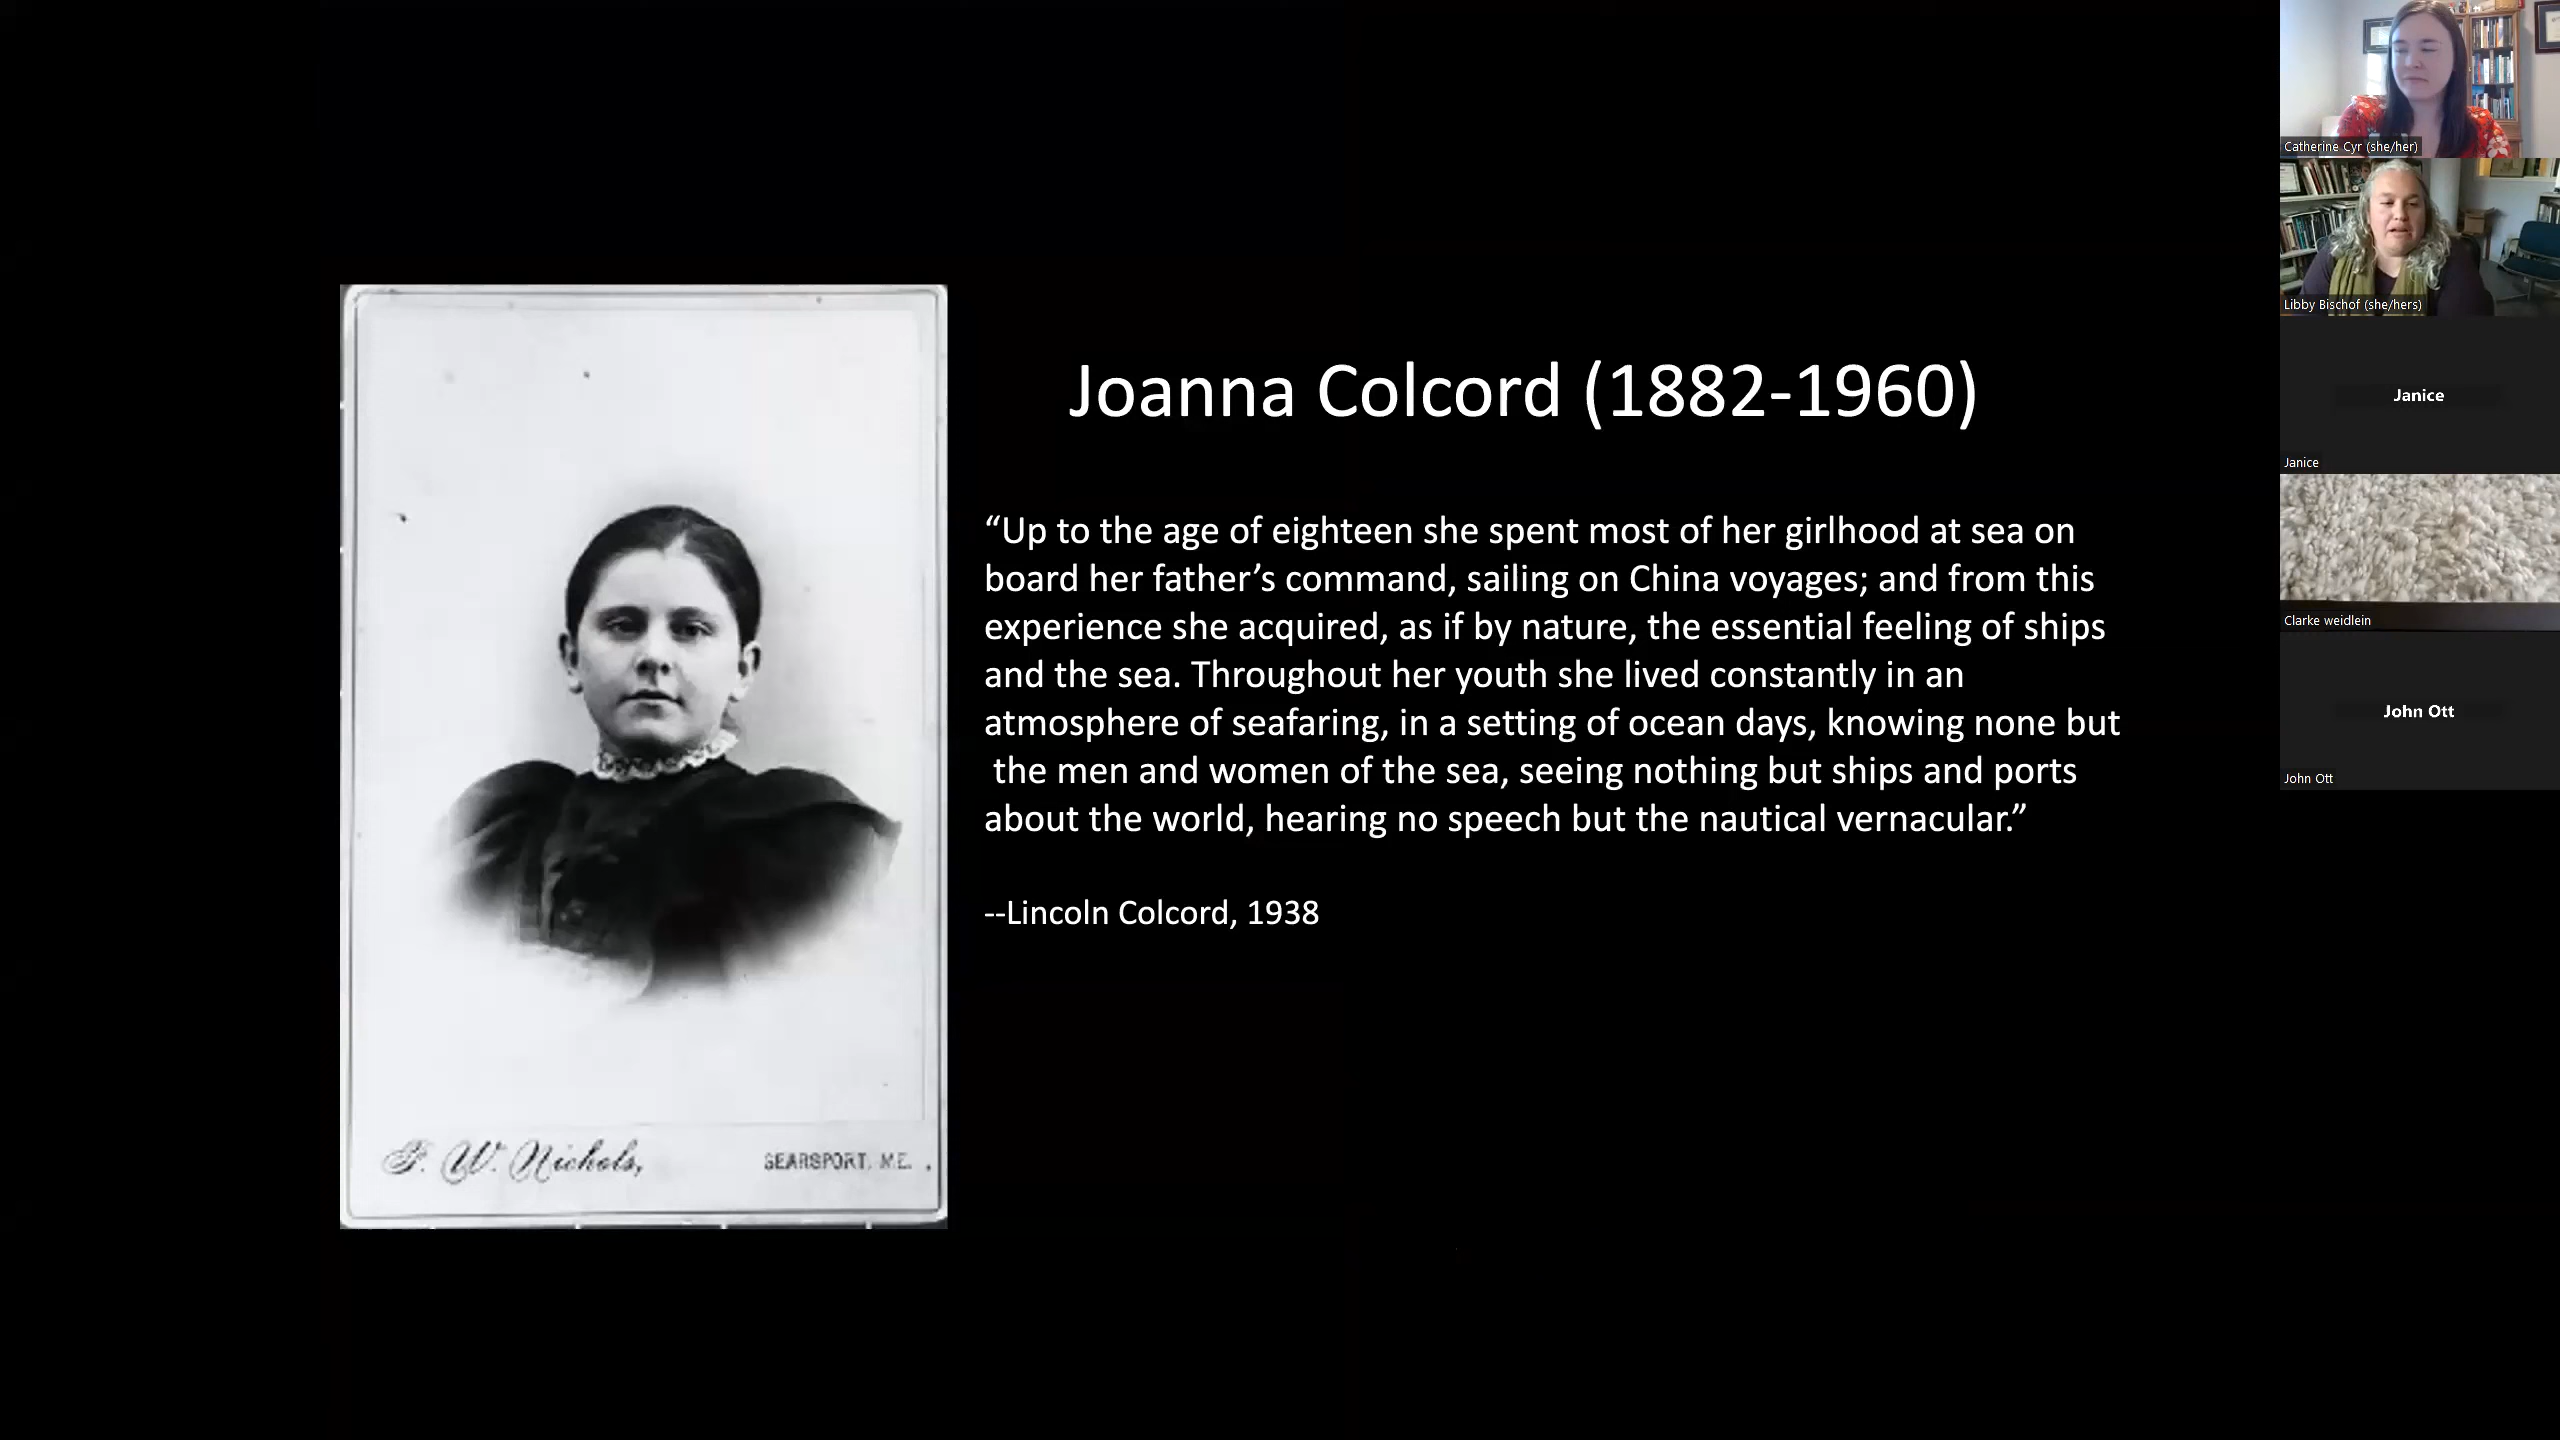 Joanna Colcord (1882-1960)
“Up to the age of eighteen she spent most of her girlhood at sea on
board her father’s command, sailing on China voyages; and from this
experience she acquired, as if by nature, the essential feeling of ships
and the sea. Throughout her youth she lived constantly in an
atmosphere of seafaring, in a setting of ocean days, knowing none but
the men and women of the sea, seeing nothing but ships and ports
about the world, hearing no speech but the nautical vernacular.”
--Lincoln Colcord, 1938
F. W. Nichols,
SEARSPORT, ME.
Catherine Cyr (she/her)
Libby Bischof (she/hers)
Janice
Janice
Clarke weidlein
John Ott
John Ott